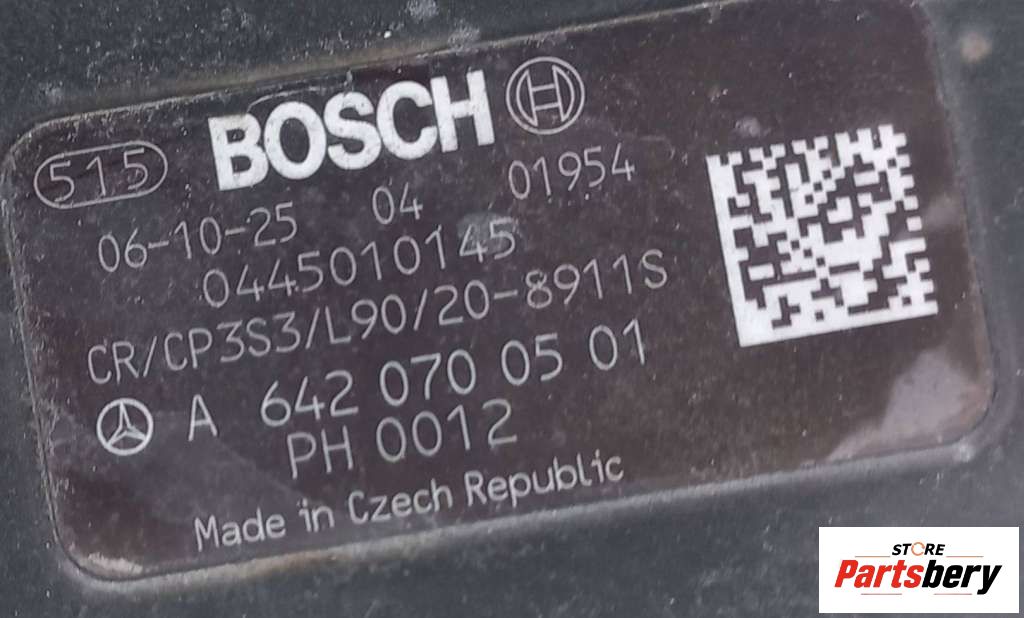 515 BOSCH
06-10-25 04 01954
0445010145
CR/CP3S3/L90/20-8911S
A 642 070 05 01
PH 0012
Made in Czech Republic
STORE
Partsbery